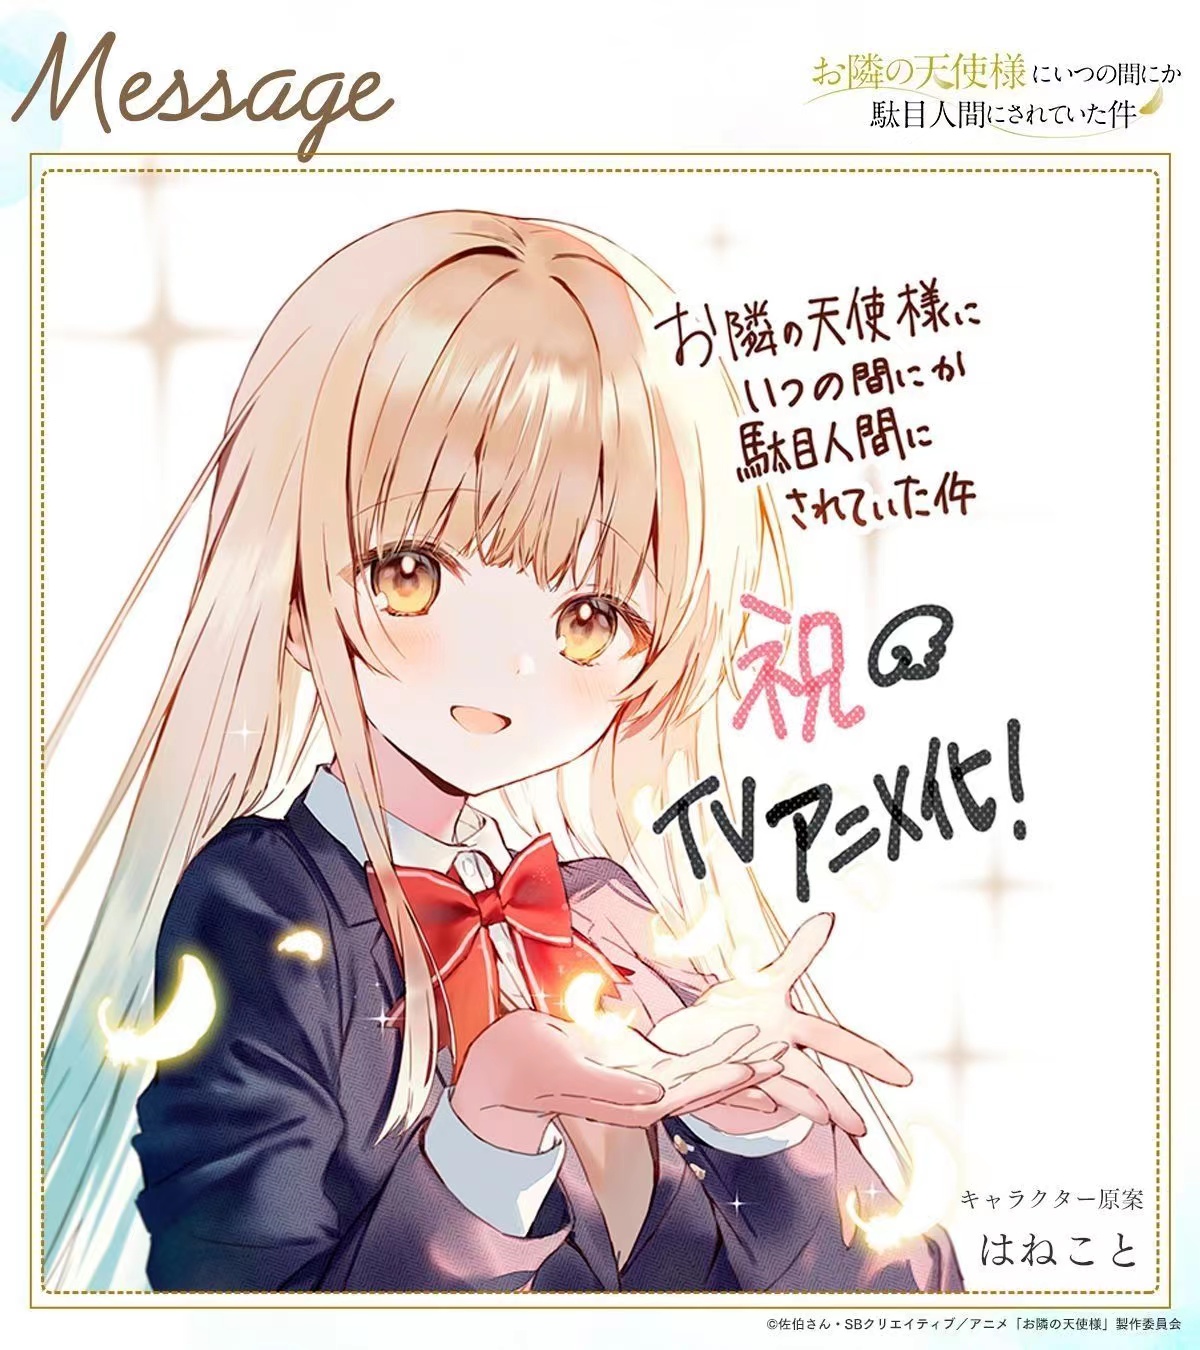 Message
お隣の天使様にいつの間にか
駄目人間にされていた件
お隣の天使様に
いつの間にか
駄目人間に
されていた件
祝
TVアニメ化!
キャラクター原案
はねこと
©佐伯さん・SBクリエイティブ/アニメ「お隣の天使様」製作委員会